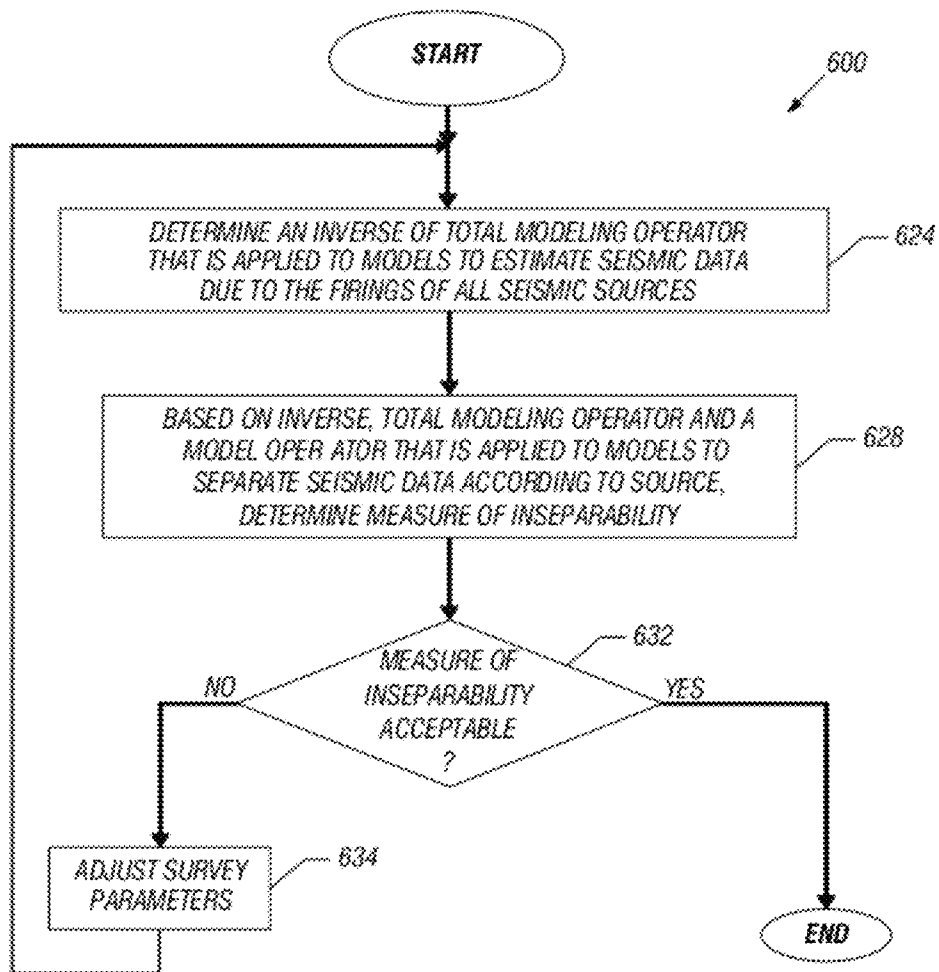 START
600
DETERMINE AN INVERSE OF TOTAL MODELING OPERATOR
THAT IS APPLIED TO MODELS TO ESTIMATE SEISMIC DATA
DUE TO THE FIRINGS OF ALL SEISMIC SOURCES
624
BASED ON INVERSE, TOTAL MODELING OPERATOR AND A
MODEL OPER ATOR THAT IS APPLIED TO MODELS TO
SEPARATE SEISMIC DATA ACCORDING TO SOURCE,
DETERMINE MEASURE OF INSEPARABILITY
628
632
MEASURE OF
INSEPARABILITY
ACCEPTABLE
?
NO
YES
ADJUST SURVEY
PARAMETERS
634
END